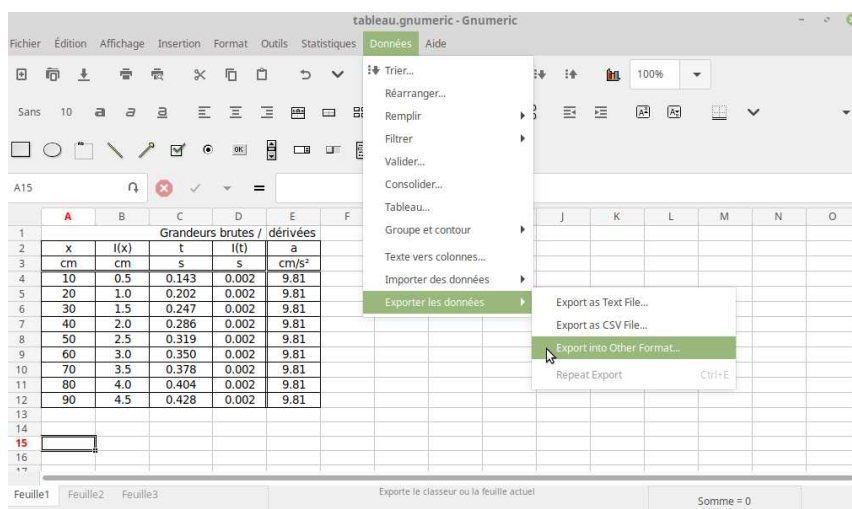 tableau.gnumeric - Gnumeric
Fichier Édition Affichage Insertion Format Outils Statistiques Données Aide
100%
Sans 10 a a a
OK
A15 =
Trier...
Réarranger...
Remplir
Filtrer
Valider...
Consolider...
Tableau...
Groupe et contour
Texte vers colonnes...
Importer des données
Exporter les données
Export as Text File...
Export as CSV File...
Export into Other Format...
Repeat Export Ctrl+E
A B C D E F J K L M N O
1 Grandeurs brutes / dérivées
2 x l(x) t l(t) a
3 cm cm s s cm/s²
4 10 0.5 0.143 0.002 9.81
5 20 1.0 0.202 0.002 9.81
6 30 1.5 0.247 0.002 9.81
7 40 2.0 0.286 0.002 9.81
8 50 2.5 0.319 0.002 9.81
9 60 3.0 0.350 0.002 9.81
10 70 3.5 0.378 0.002 9.81
11 80 4.0 0.404 0.002 9.81
12 90 4.5 0.428 0.002 9.81
13
14
15
16
17
Feuille1 Feuille2 Feuille3 Exporte le classeur ou la feuille actuel Somme = 0